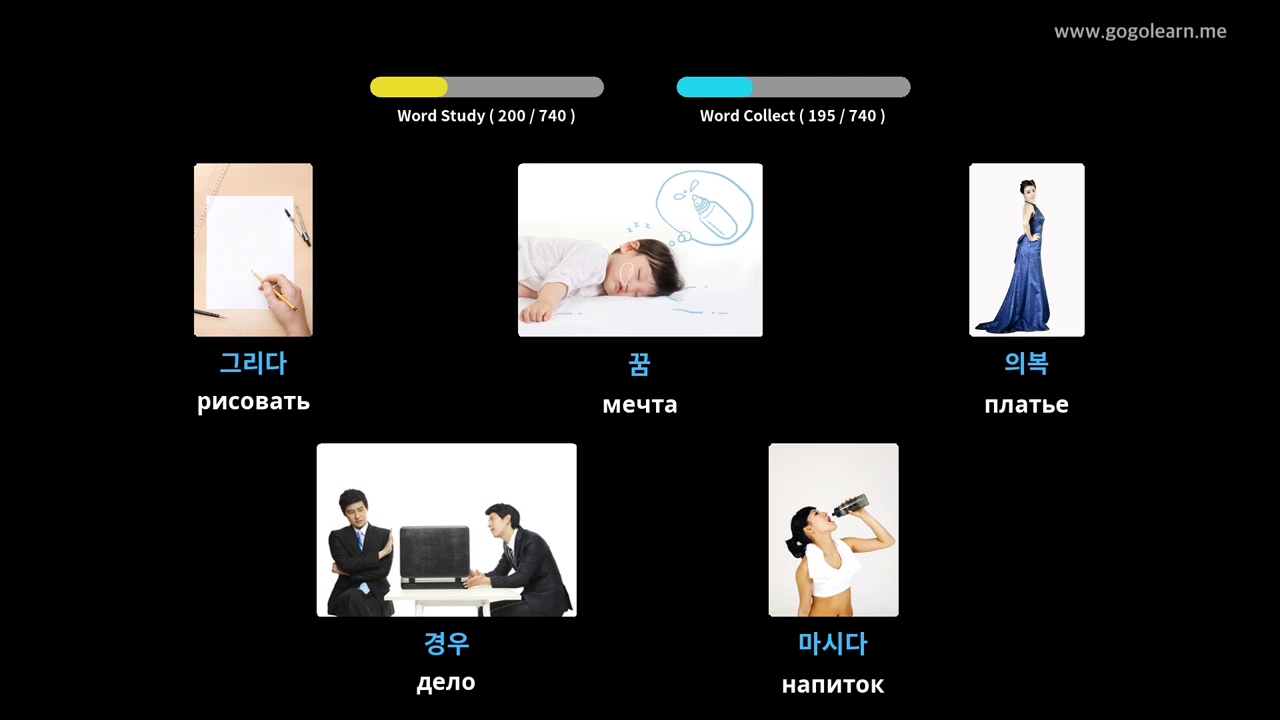 www.gogolearn.me
Word Study ( 200 / 740 )
Word Collect ( 195 / 740 )
그리다
рисовать
꿈
мечта
의복
платье
경우
дело
마시다
напиток